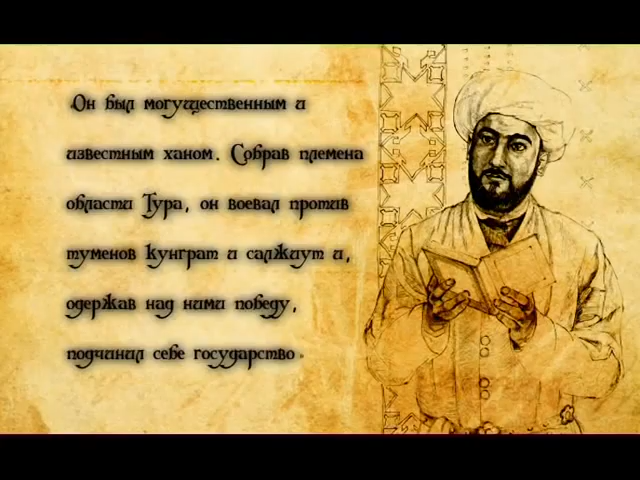 Он был могущественным и
известным ханом. Собрав племена
области Тура, он воевал против
туменов кунграт и салжиут и,
одержав над ними победу,
подчинил себе государство